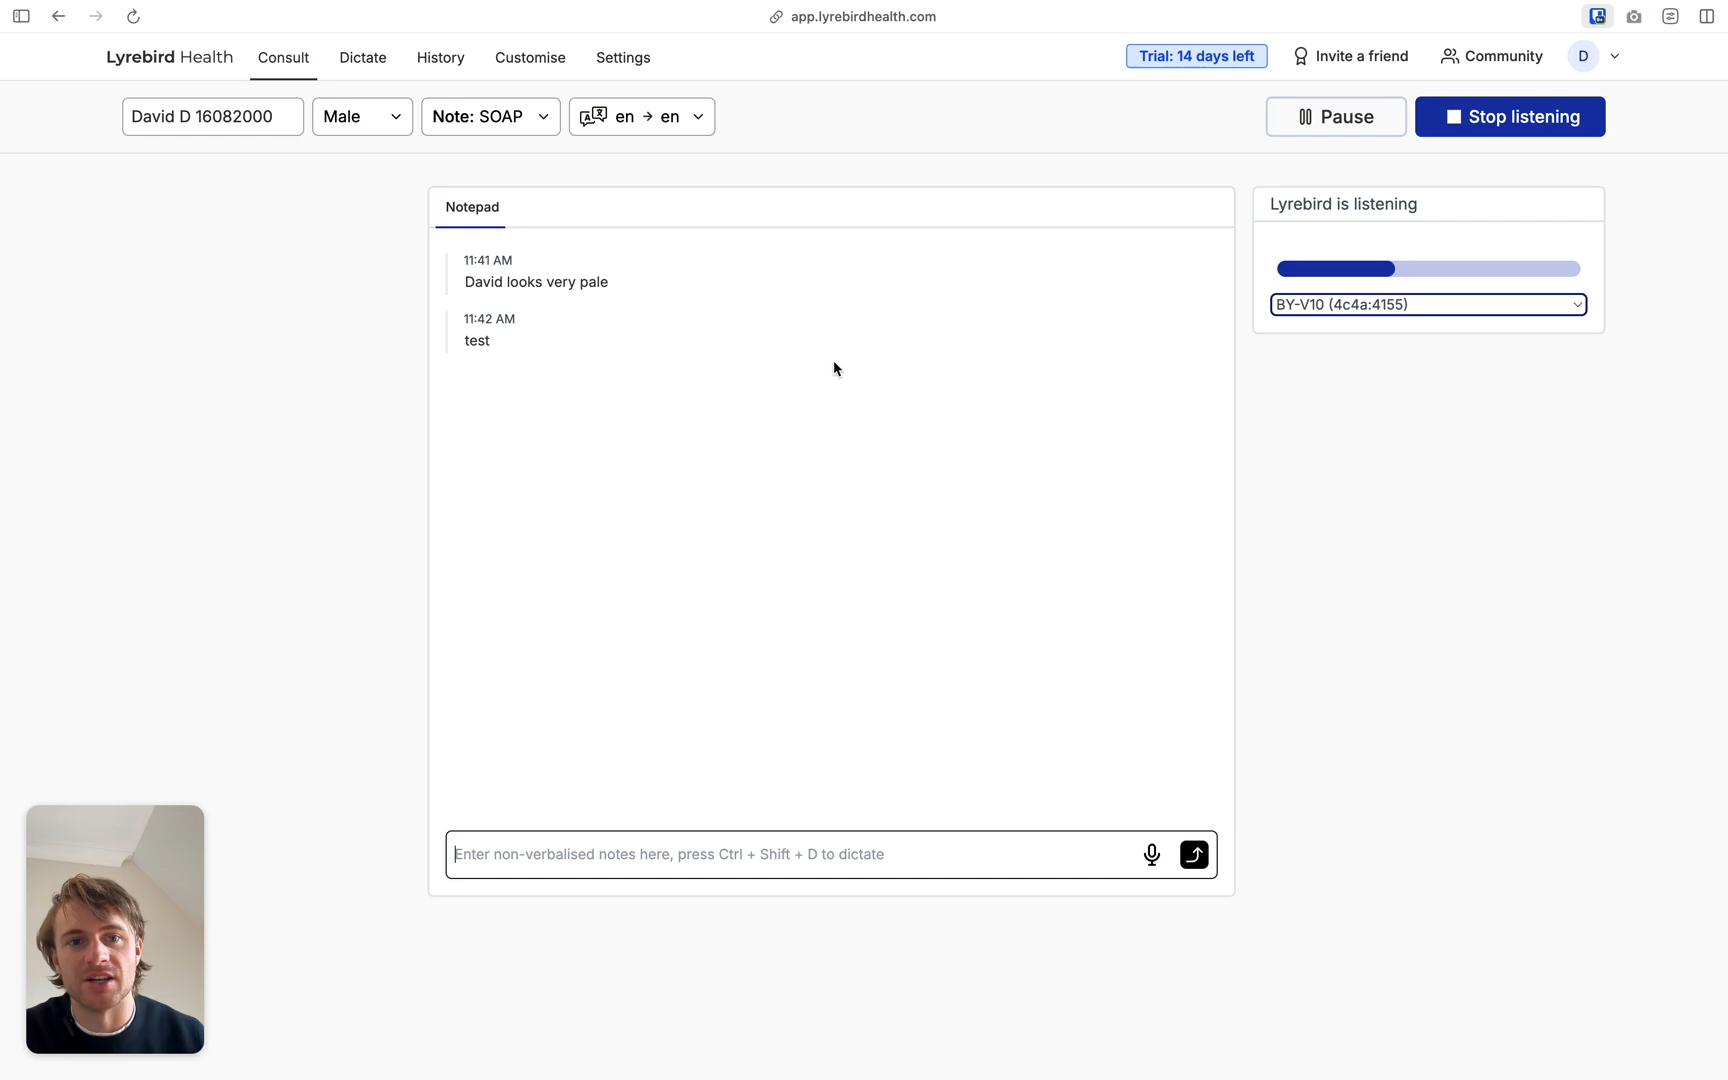 app.lyrebirdhealth.com
Lyrebird Health Consult Dictate History Customise Settings Trial: 14 days left Invite a friend Community D
David D 16082000 Male Note: SOAP en → en Pause Stop listening
Notepad
11:41 AM
David looks very pale
11:42 AM
test
Enter non-verbalised notes here, press Ctrl + Shift + D to dictate
Lyrebird is listening
BY-V10 (4c4a:4155)